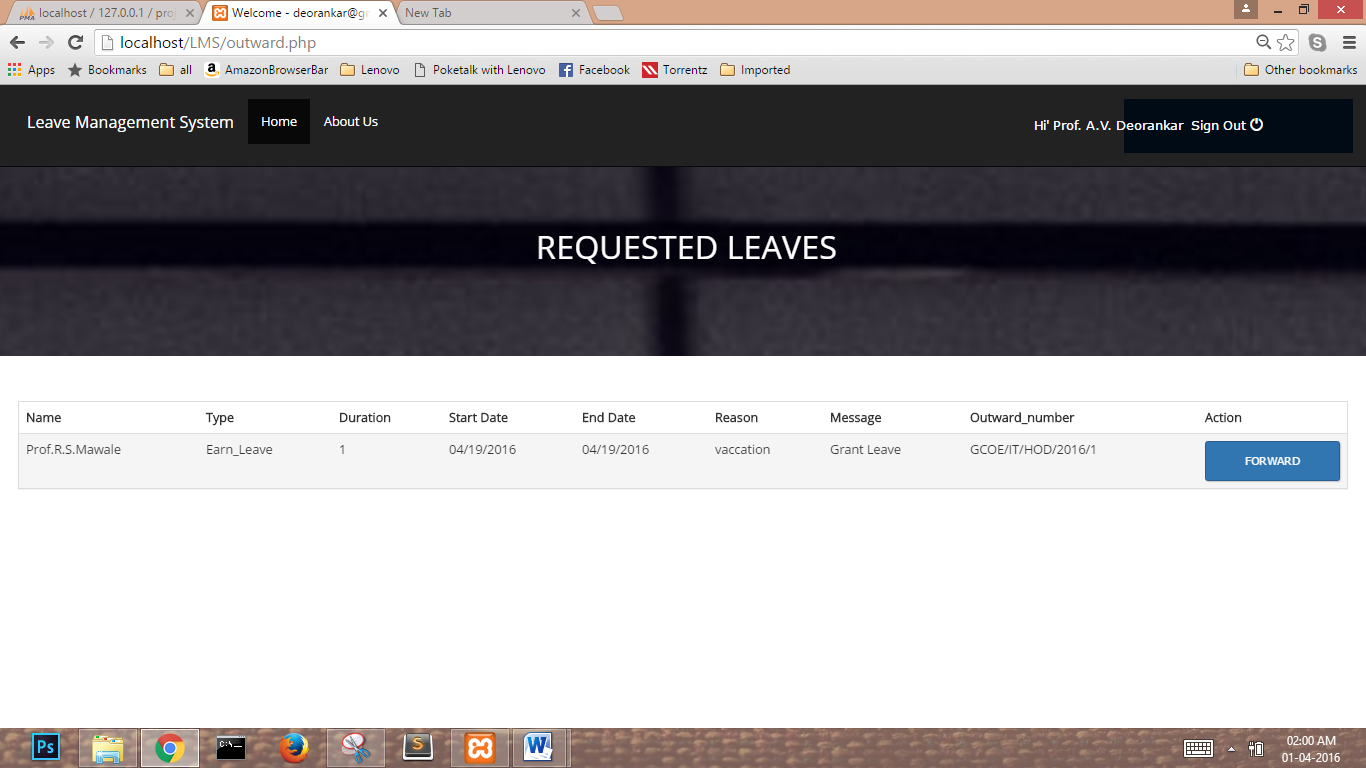 localhost / 127.0.0.1 / pro
Welcome - deorankar@g
New Tab
localhost/LMS/outward.php
Apps Bookmarks all AmazonBrowserBar Lenovo Poketalk with Lenovo Facebook Torrentz Imported Other bookmarks
Leave Management System Home About Us Hi' Prof. A.V. Deorankar Sign Out
REQUESTED LEAVES
Name Type Duration Start Date End Date Reason Message Outward_number Action
Prof.R.S.Mawale Earn_Leave 1 04/19/2016 04/19/2016 vaccation Grant Leave GCOE/IT/HOD/2016/1 FORWARD
02:00 AM
01-04-2016